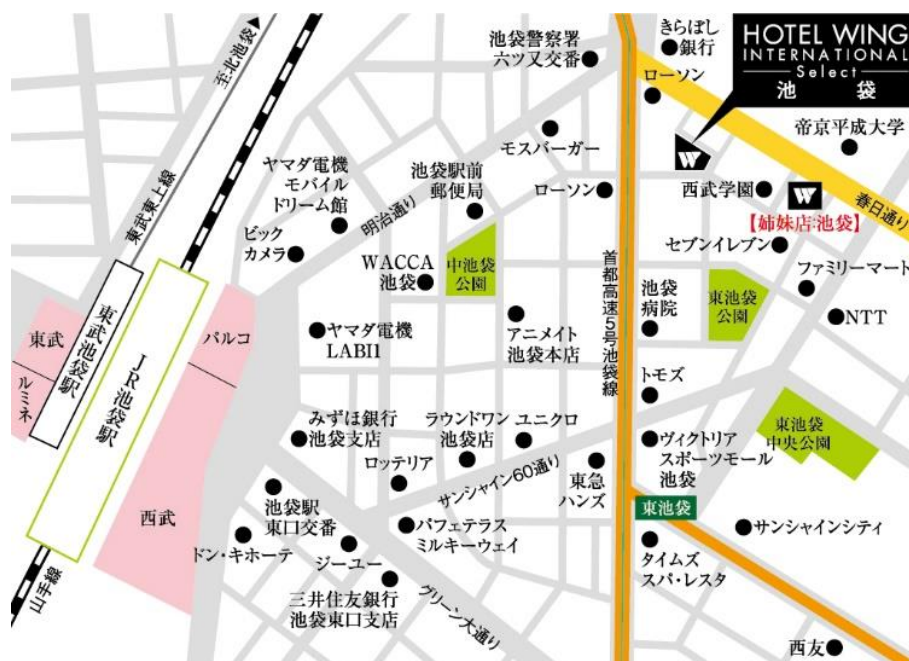 至北池袋
東武東上線
池袋警察署
六ツ又交番
きらぼし
銀行
ローソン
HOTEL WING
INTERNATIONAL
Select
池 袋
帝京平成大学
モスバーガー
ヤマダ電機
モバイル
ドリーム館
池袋駅前
郵便局
ローソン
西武学園
W
W
春日通り
【姉妹店:池袋】
明治通り
ビック
カメラ
セブンイレブン
WACCA
池袋
中池袋
公園
首都高速5号池袋線
ファミリーマート
池袋
病院
東池袋
公園
NTT
東武
ルミネ
東武池袋駅
JR池袋駅
パルコ
ヤマダ電機
LABI1
アニメイト
池袋本店
トモズ
みずほ銀行
池袋支店
ラウンドワン
池袋店
ユニクロ
東池袋
中央公園
ロッテリア
サンシャイン60通り
東急
ハンズ
ヴィクトリア
スポーツモール
池袋
西武
池袋駅
東口交番
東池袋
サンシャインシティ
パフェテラス
ミルキーウェイ
ドン・キホーテ
ジーユー
タイムズ
スパ・レスタ
山手線
三井住友銀行
池袋東口支店
グリーン大通り
西友